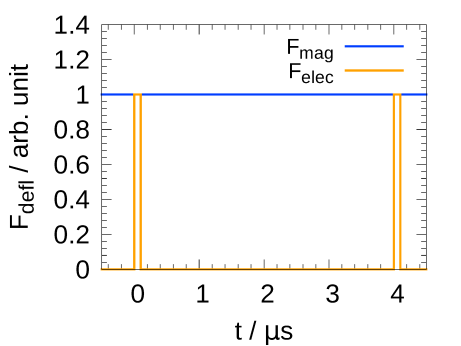 1.4
1.2
1
0.8
0.6
0.4
0.2
0
F_defl / arb. unit
F_mag
F_elec
0 1 2 3 4
t / µs